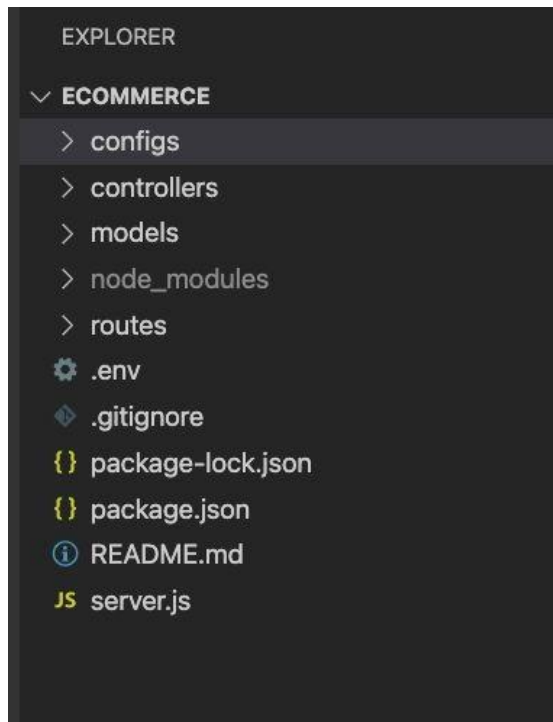 EXPLORER
ECOMMERCE
configs
controllers
models
node_modules
routes
.env
.gitignore
{} package-lock.json
{} package.json
README.md
JS server.js